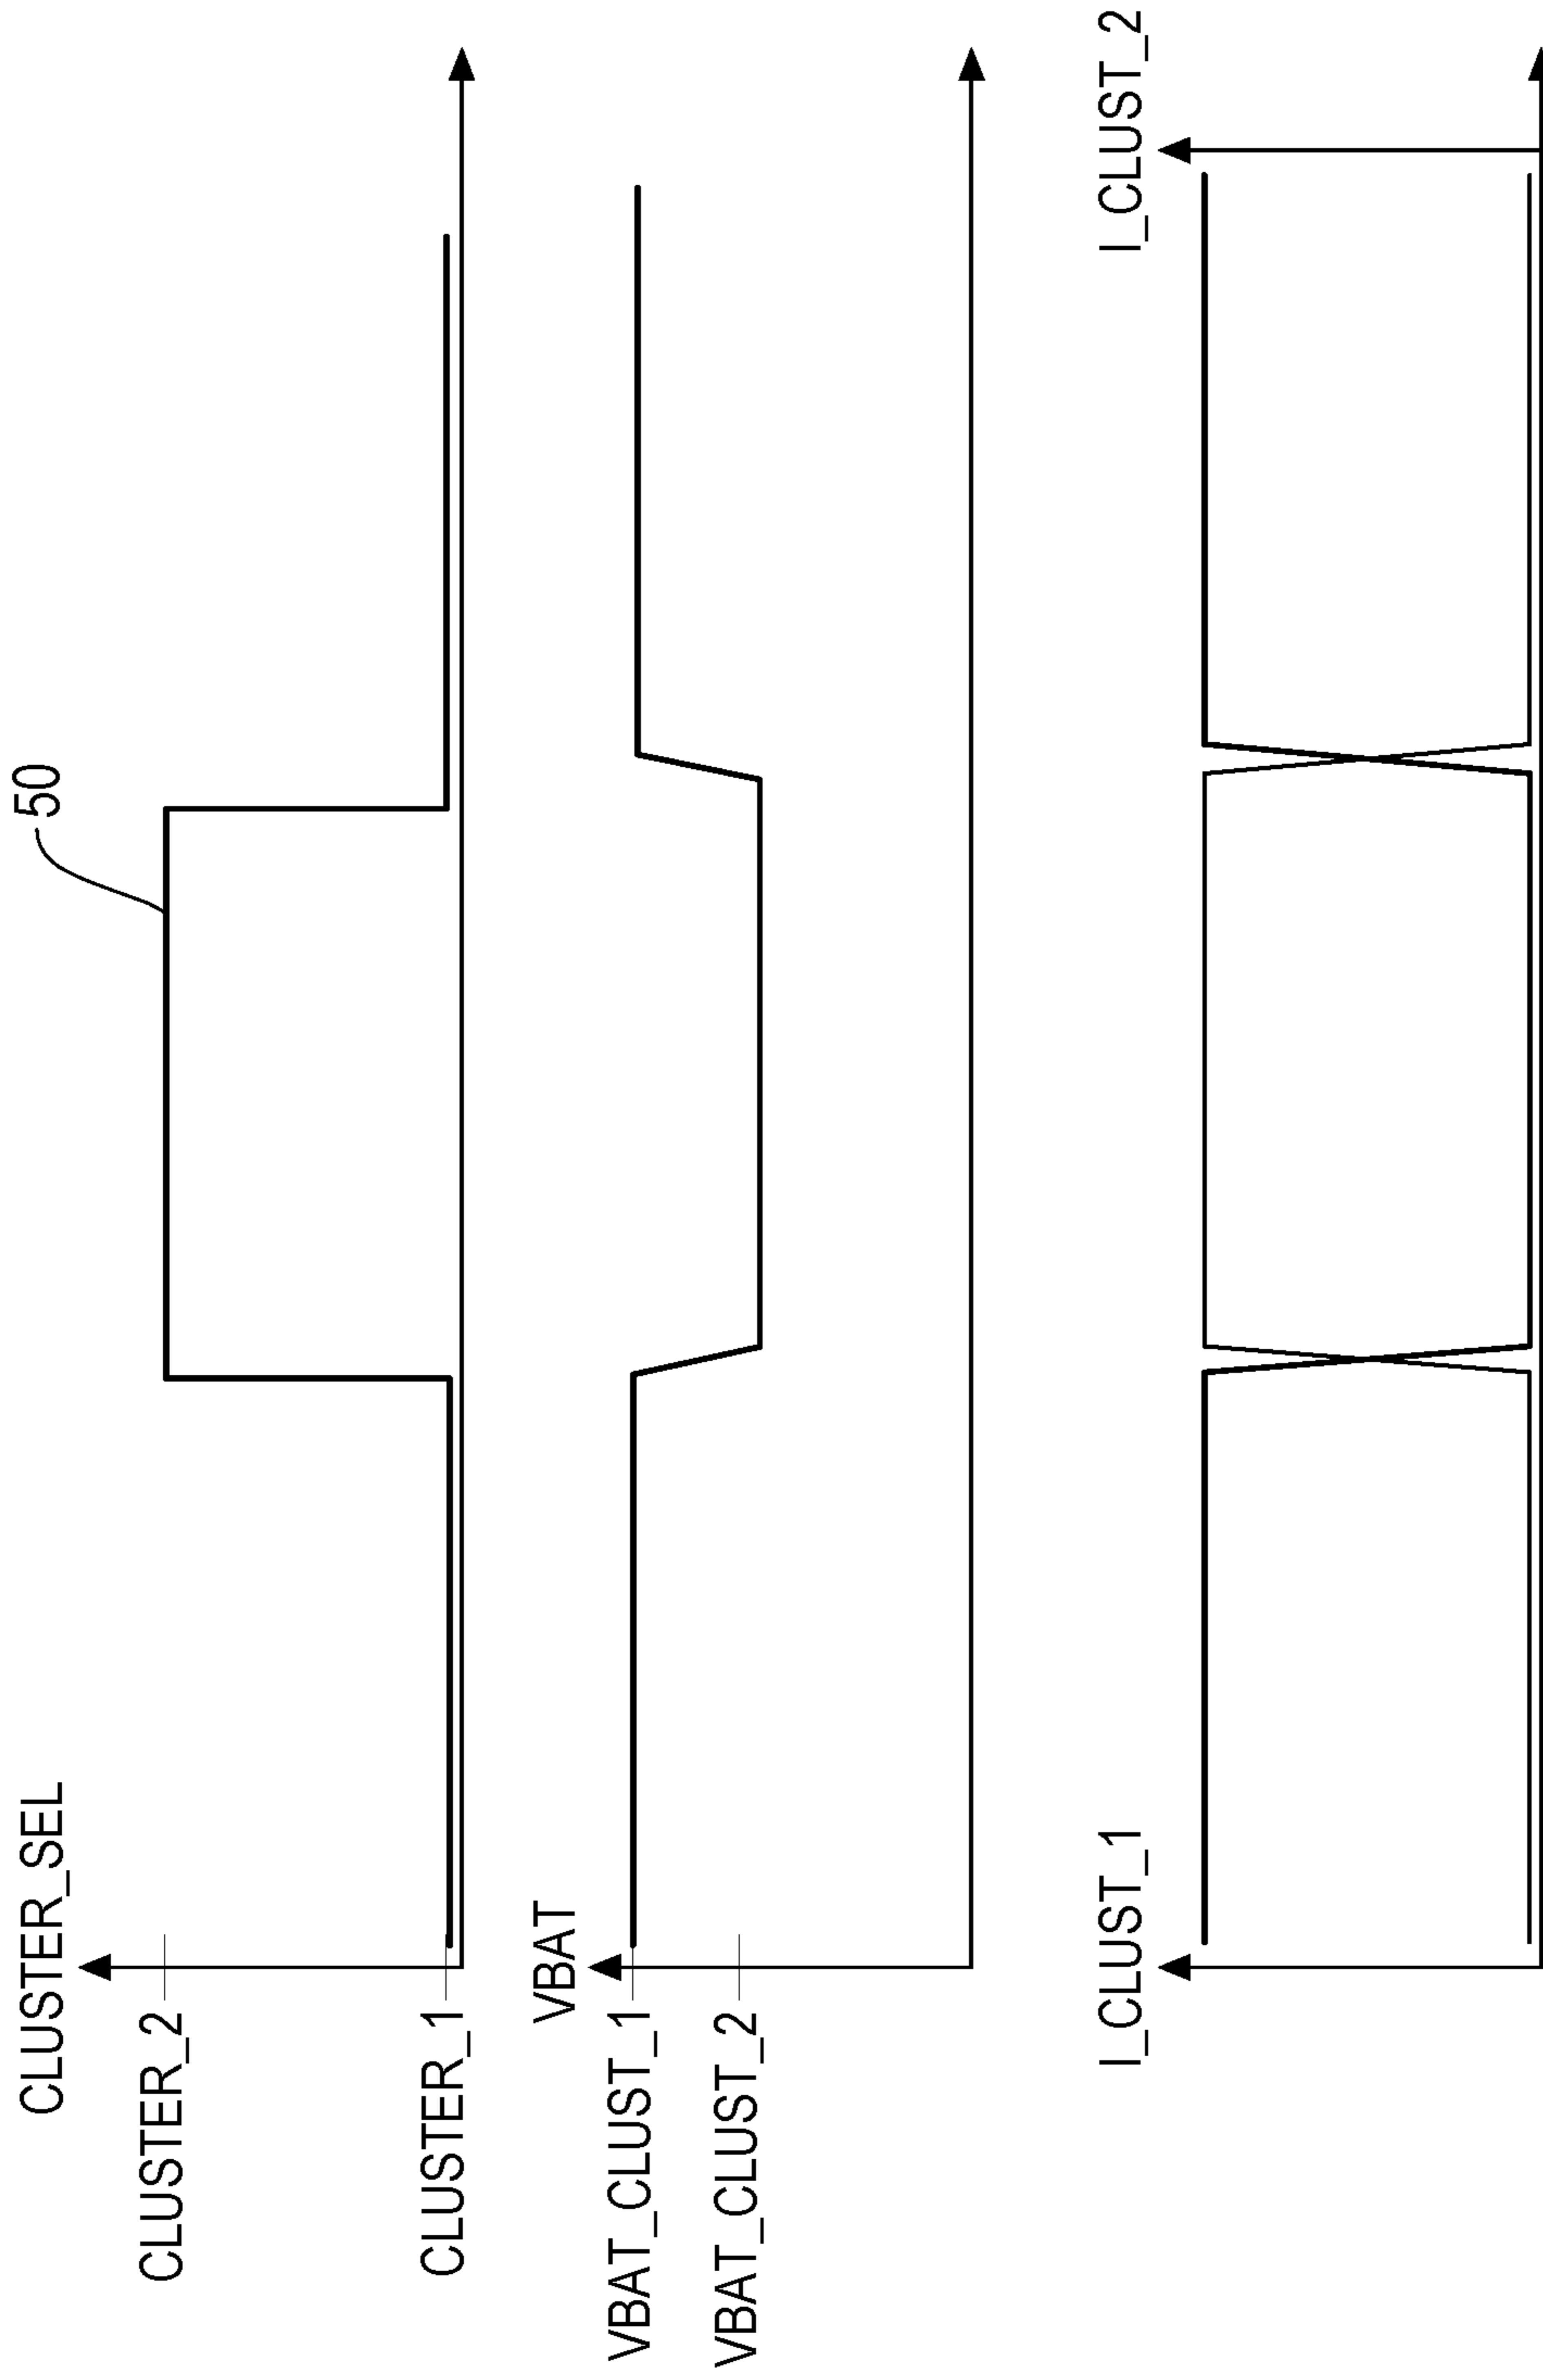 CLUSTER_SEL
50
CLUSTER_2
CLUSTER_1
VBAT
VBAT_CLUST_1
VBAT_CLUST_2
I_CLUST_1
I_CLUST_2